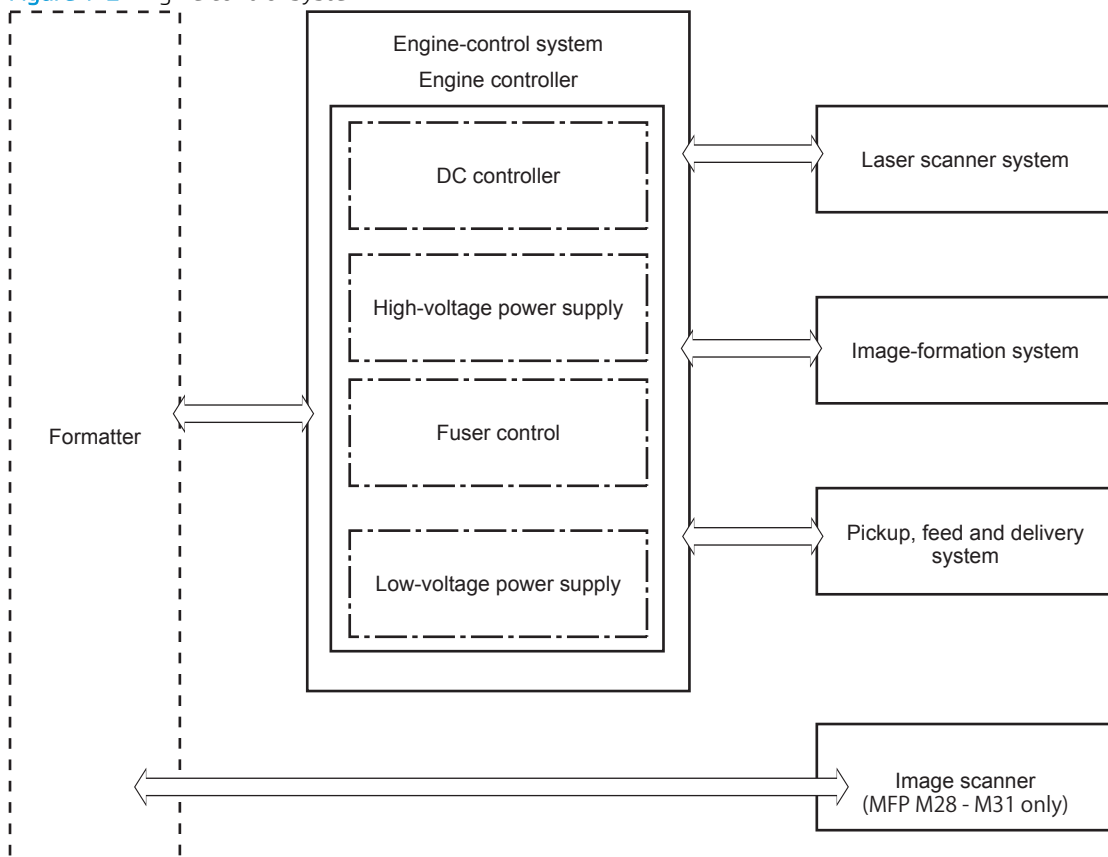 Engine-control system
Engine controller
DC controller
High-voltage power supply
Fuser control
Low-voltage power supply
Formatter
Laser scanner system
Image-formation system
Pickup, feed and delivery
system
Image scanner
(MFP M28 - M31 only)